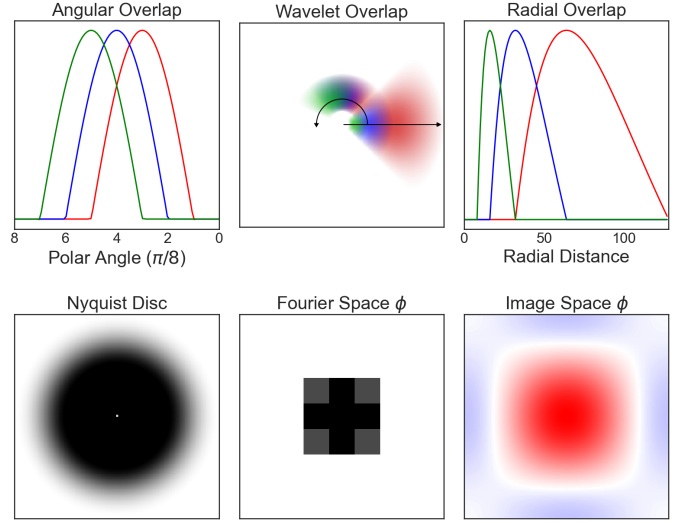 Angular Overlap
Wavelet Overlap
Radial Overlap
8 6 4 2 0
0 50 100
Polar Angle (π/8)
Radial Distance
Nyquist Disc
Fourier Space ϕ
Image Space ϕ